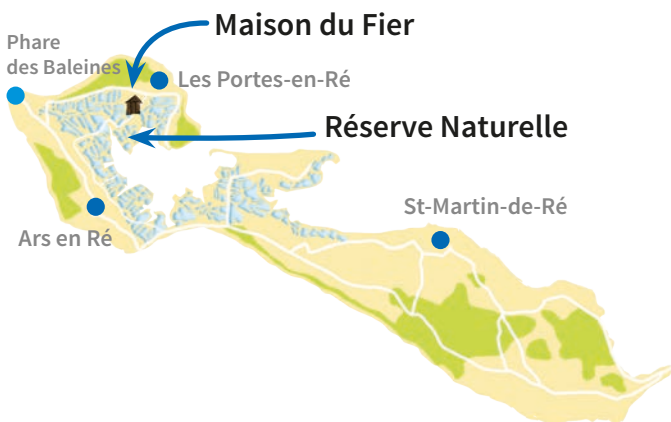 Maison du Fier
Phare
des Baleines
Les Portes-en-Ré
Réserve Naturelle
St-Martin-de-Ré
Ars en Ré